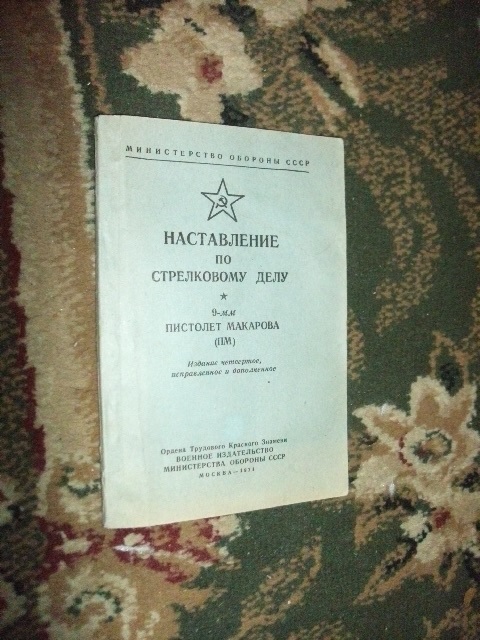 МИНИСТЕРСТВО ОБОРОНЫ СССР
НАСТАВЛЕНИЕ
ПО
СТРЕЛКОВОМУ ДЕЛУ
★
9-мм
ПИСТОЛЕТ МАКАРОВА
(ПМ)
Издание четвертое,
исправленное и дополненное
Ордена Трудового Красного Знамени
ВОЕННОЕ ИЗДАТЕЛЬСТВО
МИНИСТЕРСТВА ОБОРОНЫ СССР
МОСКВА —